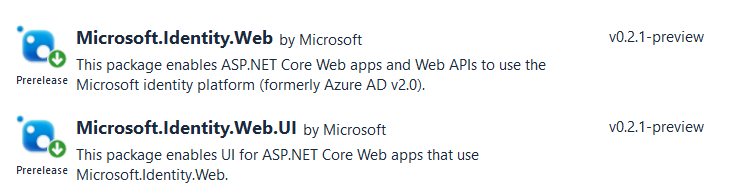 Microsoft.Identity.Web by Microsoft v0.2.1-preview
This package enables ASP.NET Core Web apps and Web APIs to use the
Prerelease
Microsoft identity platform (formerly Azure AD v2.0).
Microsoft.Identity.Web.UI by Microsoft v0.2.1-preview
This package enables UI for ASP.NET Core Web apps that use
Prerelease
Microsoft.Identity.Web.